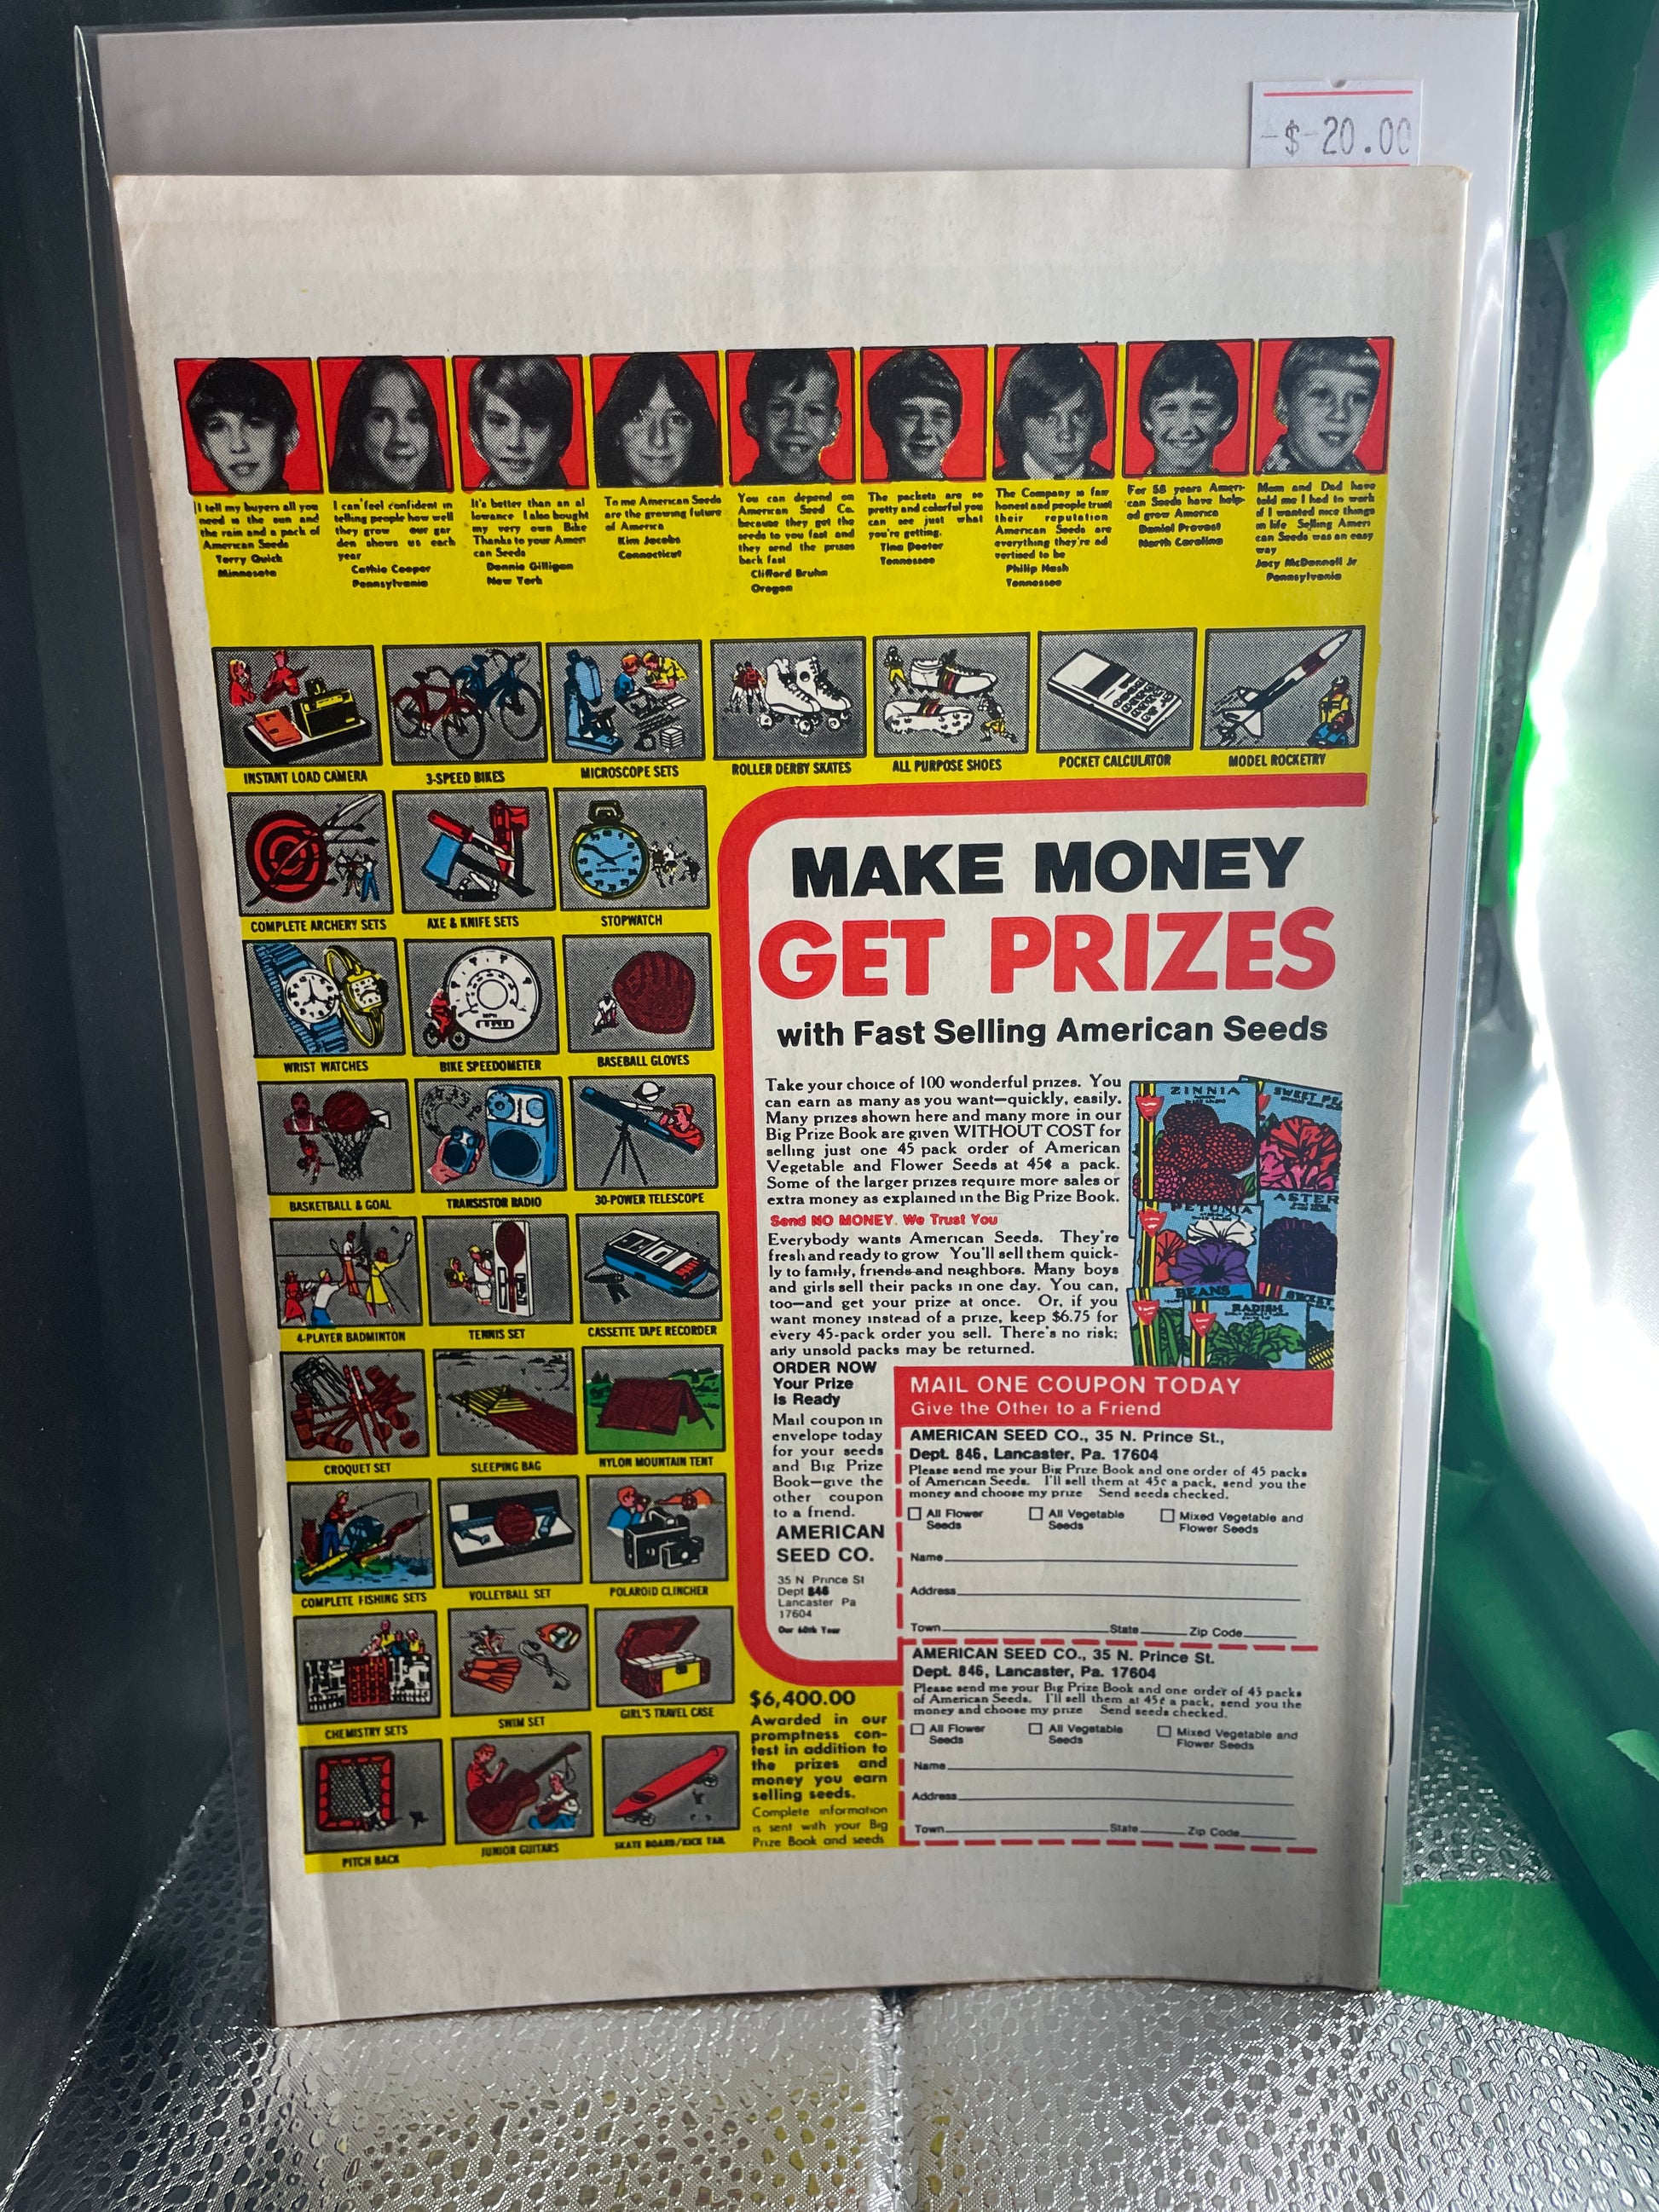 $ 20.00
I tell my buyers all you
need is the sun and
the rain and a pack of
American Seeds
Terry Quick
Minnesota
I can feel confident in
telling people how well
they grow our gar
den shows us each
year
Cathie Cooper
Pennsylvania
It's better than an al
lowance I also bought
my very own Bike
Thanks to your Ameri
can Seeds
Dennie Gilligan
New York
To me American Seeds
are the growing future
of America
Kim Jacobs
Connecticut
You can depend on
American Seed Co.
because they get the
seeds to you fast and
they send the prizes
back fast
Clifford Bruhn
Oregon
The packets are so
pretty and colorful you
can see just what
you're getting.
Tina Deeter
Tennessee
The Company is fair
honest and people trust
their reputation
American Seeds are
everything they're ad
vertised to be
Philip Nash
Tennessee
For 58 years Ameri-
can Seeds have help-
ed grow America
Daniel Provost
North Carolina
Mom and Dad have
told me I had to work
if I wanted nice things
in life Selling Ameri
can Seeds was an easy
way
Jacy McDonnell Jr
Pennsylvania
INSTANT LOAD CAMERA
3-SPEED BIKES
MICROSCOPE SETS
ROLLER DERBY SKATES
ALL PURPOSE SHOES
POCKET CALCULATOR
MODEL ROCKETRY
COMPLETE ARCHERY SETS
AXE & KNIFE SETS
STOPWATCH
WRIST WATCHES
BIKE SPEEDOMETER
BASEBALL GLOVES
BASKETBALL & GOAL
TRANSISTOR RADIO
30-POWER TELESCOPE
4-PLAYER BADMINTON
TENNIS SET
CASSETTE TAPE RECORDER
CROQUET SET
SLEEPING BAG
NYLON MOUNTAIN TENT
COMPLETE FISHING SETS
VOLLEYBALL SET
POLAROID CLINCHER
CHEMISTRY SETS
SWIM SET
GIRL'S TRAVEL CASE
PITCH BACK
JUNIOR GUITARS
SKATE BOARD/KICK TAIL
MAKE MONEY
GET PRIZES
with Fast Selling American Seeds
Take your choice of 100 wonderful prizes. You
can earn as many as you want—quickly, easily.
Many prizes shown here and many more in our
Big Prize Book are given WITHOUT COST for
selling just one 45 pack order of American
Vegetable and Flower Seeds at 45¢ a pack.
Some of the larger prizes require more sales or
extra money as explained in the Big Prize Book.
Send NO MONEY. We Trust You
Everybody wants American Seeds. They're
fresh and ready to grow You'll sell them quick-
ly to family, friends and neighbors. Many boys
and girls sell their packs in one day. You can,
too—and get your prize at once. Or, if you
want money instead of a prize, keep $6.75 for
every 45-pack order you sell. There's no risk;
any unsold packs may be returned.
ZINNIA
SWEET PE
PETUNIA
ASTER
BEANS
RADISH
SWEET
ORDER NOW
Your Prize
is Ready
Mail coupon in
envelope today
for your seeds
and Big Prize
Book—give the
other coupon
to a friend.
AMERICAN
SEED CO.
35 N Prince St
Dept 846
Lancaster Pa
17604
Our 60th Year
$6,400.00
Awarded in our
promptness con-
test in addition to
the prizes and
money you earn
selling seeds.
Complete information
is sent with your Big
Prize Book and seeds
MAIL ONE COUPON TODAY
Give the Other to a Friend
AMERICAN SEED CO., 35 N. Prince St.,
Dept. 846, Lancaster, Pa. 17604
Please send me your Big Prize Book and one order of 45 packs
of American Seeds. I'll sell them at 45¢ a pack, send you the
money and choose my prize Send seeds checked.
All Flower Seeds
All Vegetable Seeds
Mixed Vegetable and Flower Seeds
Name
Address
Town State Zip Code
AMERICAN SEED CO., 35 N. Prince St.
Dept. 846, Lancaster, Pa. 17604
Please send me your Big Prize Book and one order of 45 packs
of American Seeds. I'll sell them at 45¢ a pack, send you the
money and choose my prize Send seeds checked.
All Flower Seeds
All Vegetable Seeds
Mixed Vegetable and Flower Seeds
Name
Address
Town State Zip Code